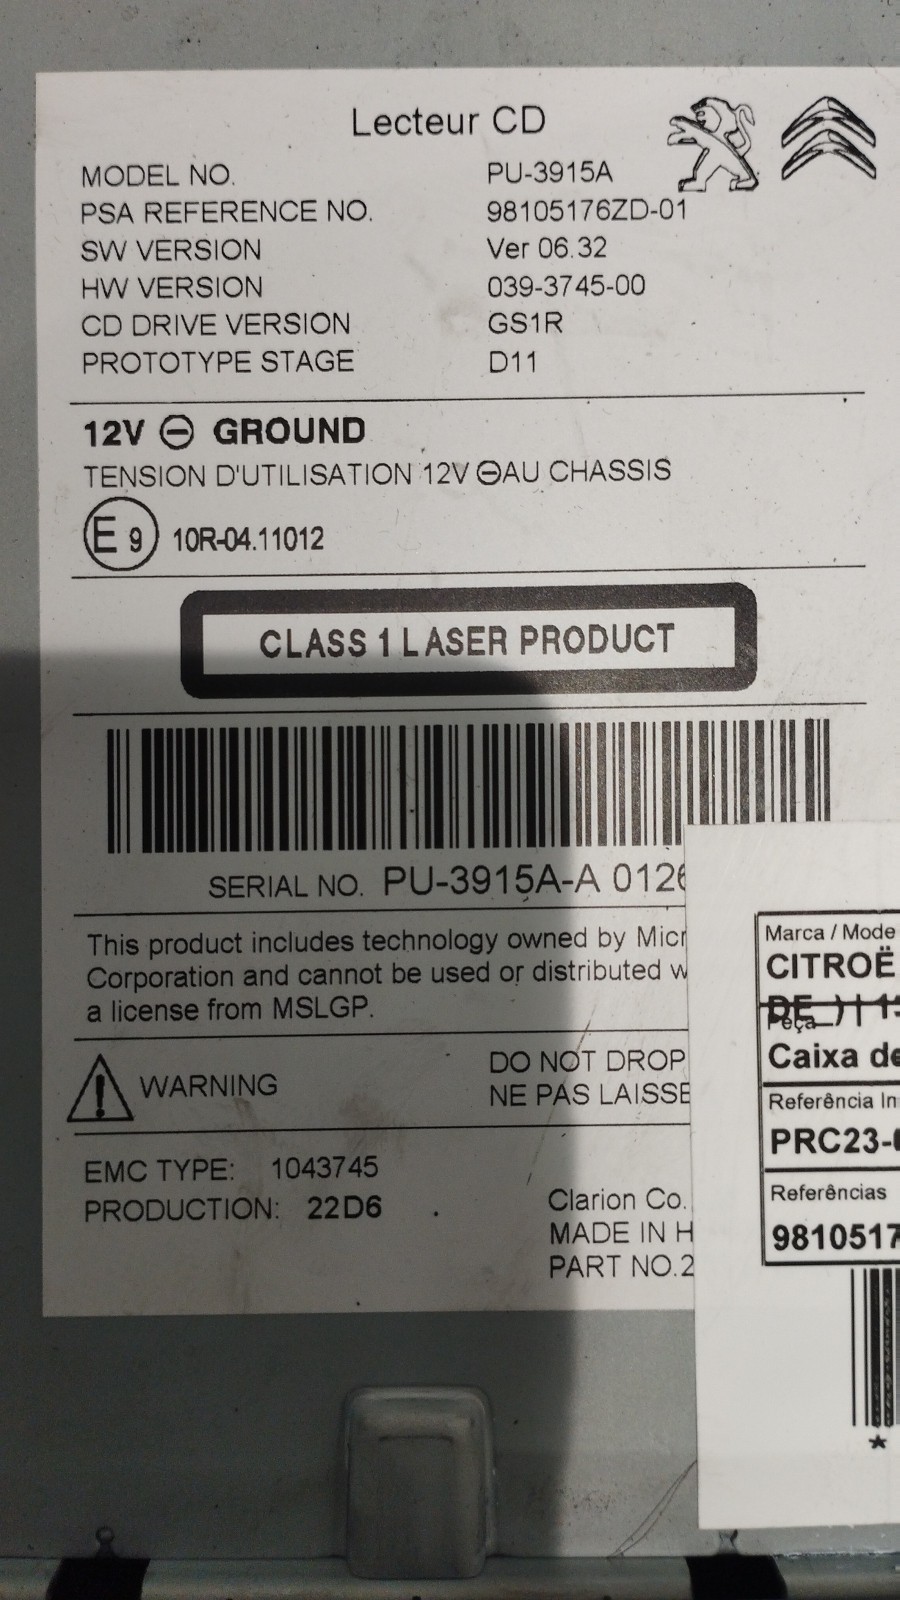 Lecteur CD
MODEL NO. PU-3915A
PSA REFERENCE NO. 98105176ZD-01
SW VERSION Ver 06.32
HW VERSION 039-3745-00
CD DRIVE VERSION GS1R
PROTOTYPE STAGE D11
12V ⊖ GROUND
TENSION D'UTILISATION 12V ⊖AU CHASSIS
E 9 10R-04.11012
CLASS 1 LASER PRODUCT
SERIAL NO. PU-3915A-A 0126
This product includes technology owned by Micr
Corporation and cannot be used or distributed w
a license from MSLGP.
WARNING
DO NOT DROP
NE PAS LAISSE
EMC TYPE: 1043745
PRODUCTION: 22D6
Clarion Co.
MADE IN H
PART NO.2
Marca / Mode
CITROË
DE
Peça
Caixa de
Referência In
PRC23-
Referências
9810517
*